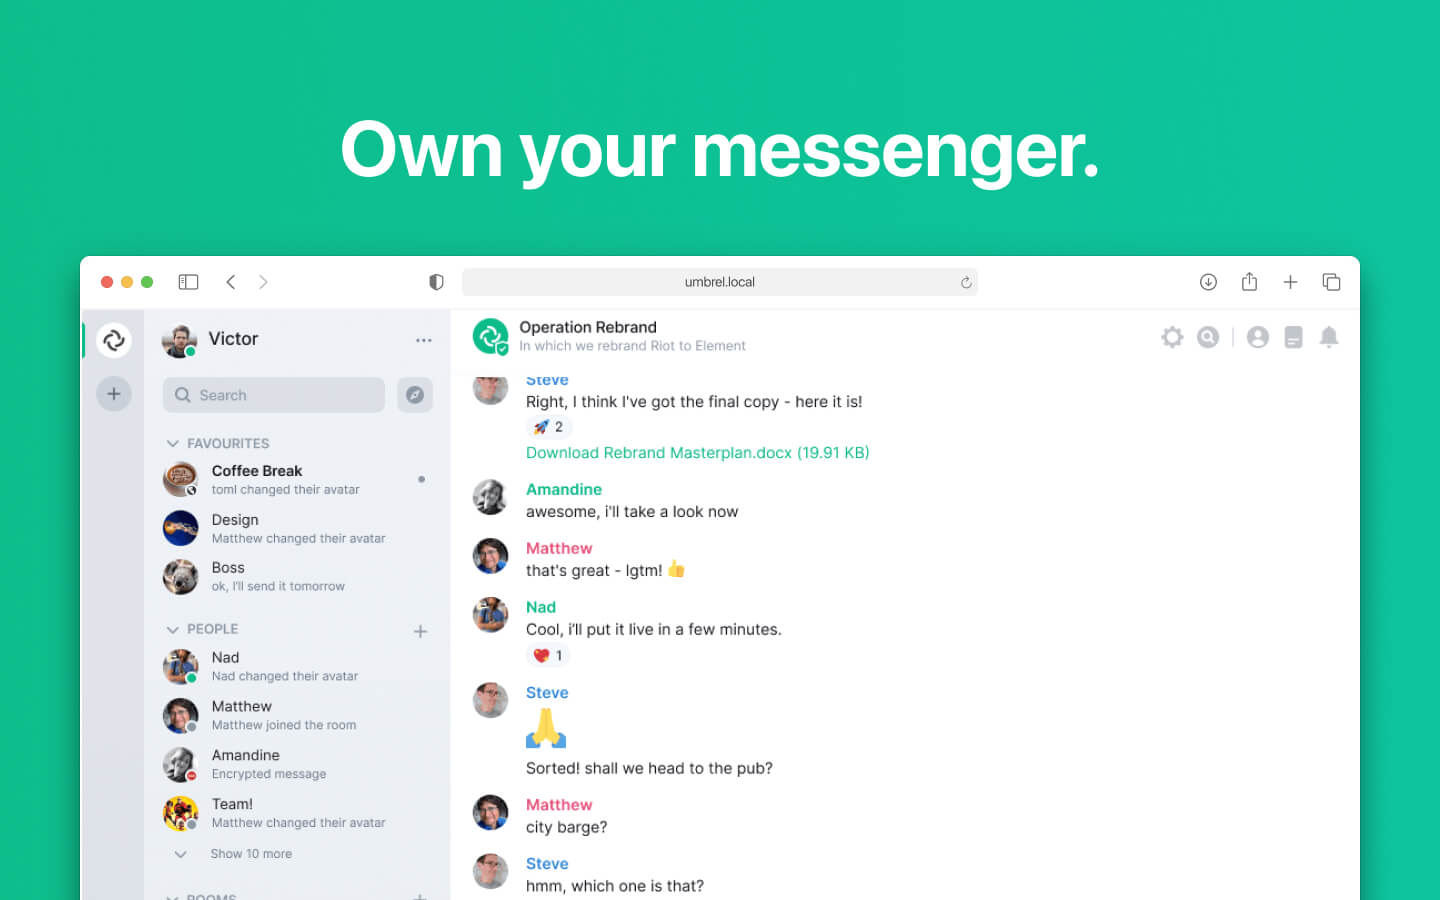 Own your messenger.
umbrel.local
Victor
Search
FAVOURITES
Coffee Break
toml changed their avatar
Design
Matthew changed their avatar
Boss
ok, I'll send it tomorrow
PEOPLE
Nad
Nad changed their avatar
Matthew
Matthew joined the room
Amandine
Encrypted message
Team!
Matthew changed their avatar
Show 10 more
ROOMS
Operation Rebrand
In which we rebrand Riot to Element
Steve
Right, I think I've got the final copy - here it is!
🚀 2
Download Rebrand Masterplan.docx (19.91 KB)
Amandine
awesome, i'll take a look now
Matthew
that's great - lgtm! 👍
Nad
Cool, i'll put it live in a few minutes.
💝 1
Steve
🙏
Sorted! shall we head to the pub?
Matthew
city barge?
Steve
hmm, which one is that?